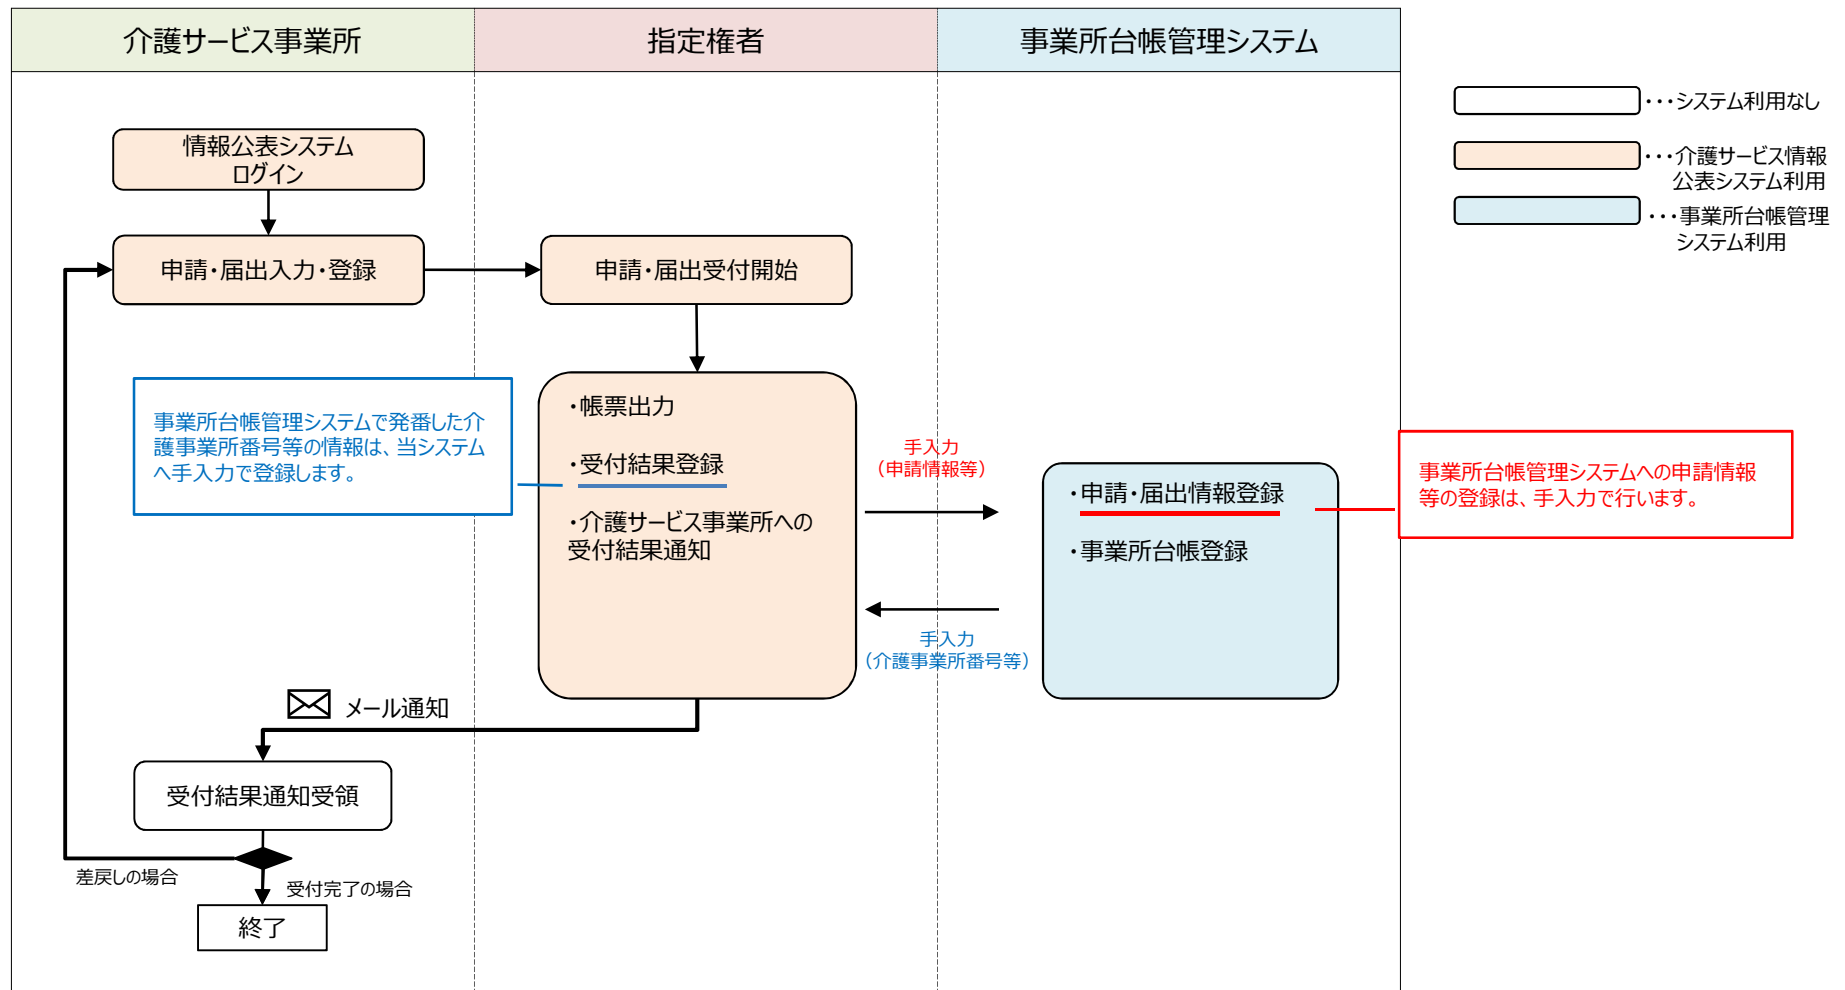 介護サービス事業所
指定権者
事業所台帳管理システム
・・・システム利用なし
・・・介護サービス情報
公表システム利用
・・・事業所台帳管理
システム利用
情報公表システム
ログイン
申請・届出入力・登録
申請・届出受付開始
事業所台帳管理システムで発番した介
護事業所番号等の情報は、当システム
へ手入力で登録します。
・帳票出力
・受付結果登録
・介護サービス事業所への
受付結果通知
手入力
（申請情報等）
手入力
（介護事業所番号等）
・申請・届出情報登録
・事業所台帳登録
事業所台帳管理システムへの申請情報
等の登録は、手入力で行います。
メール通知
受付結果通知受領
差戻しの場合
受付完了の場合
終了